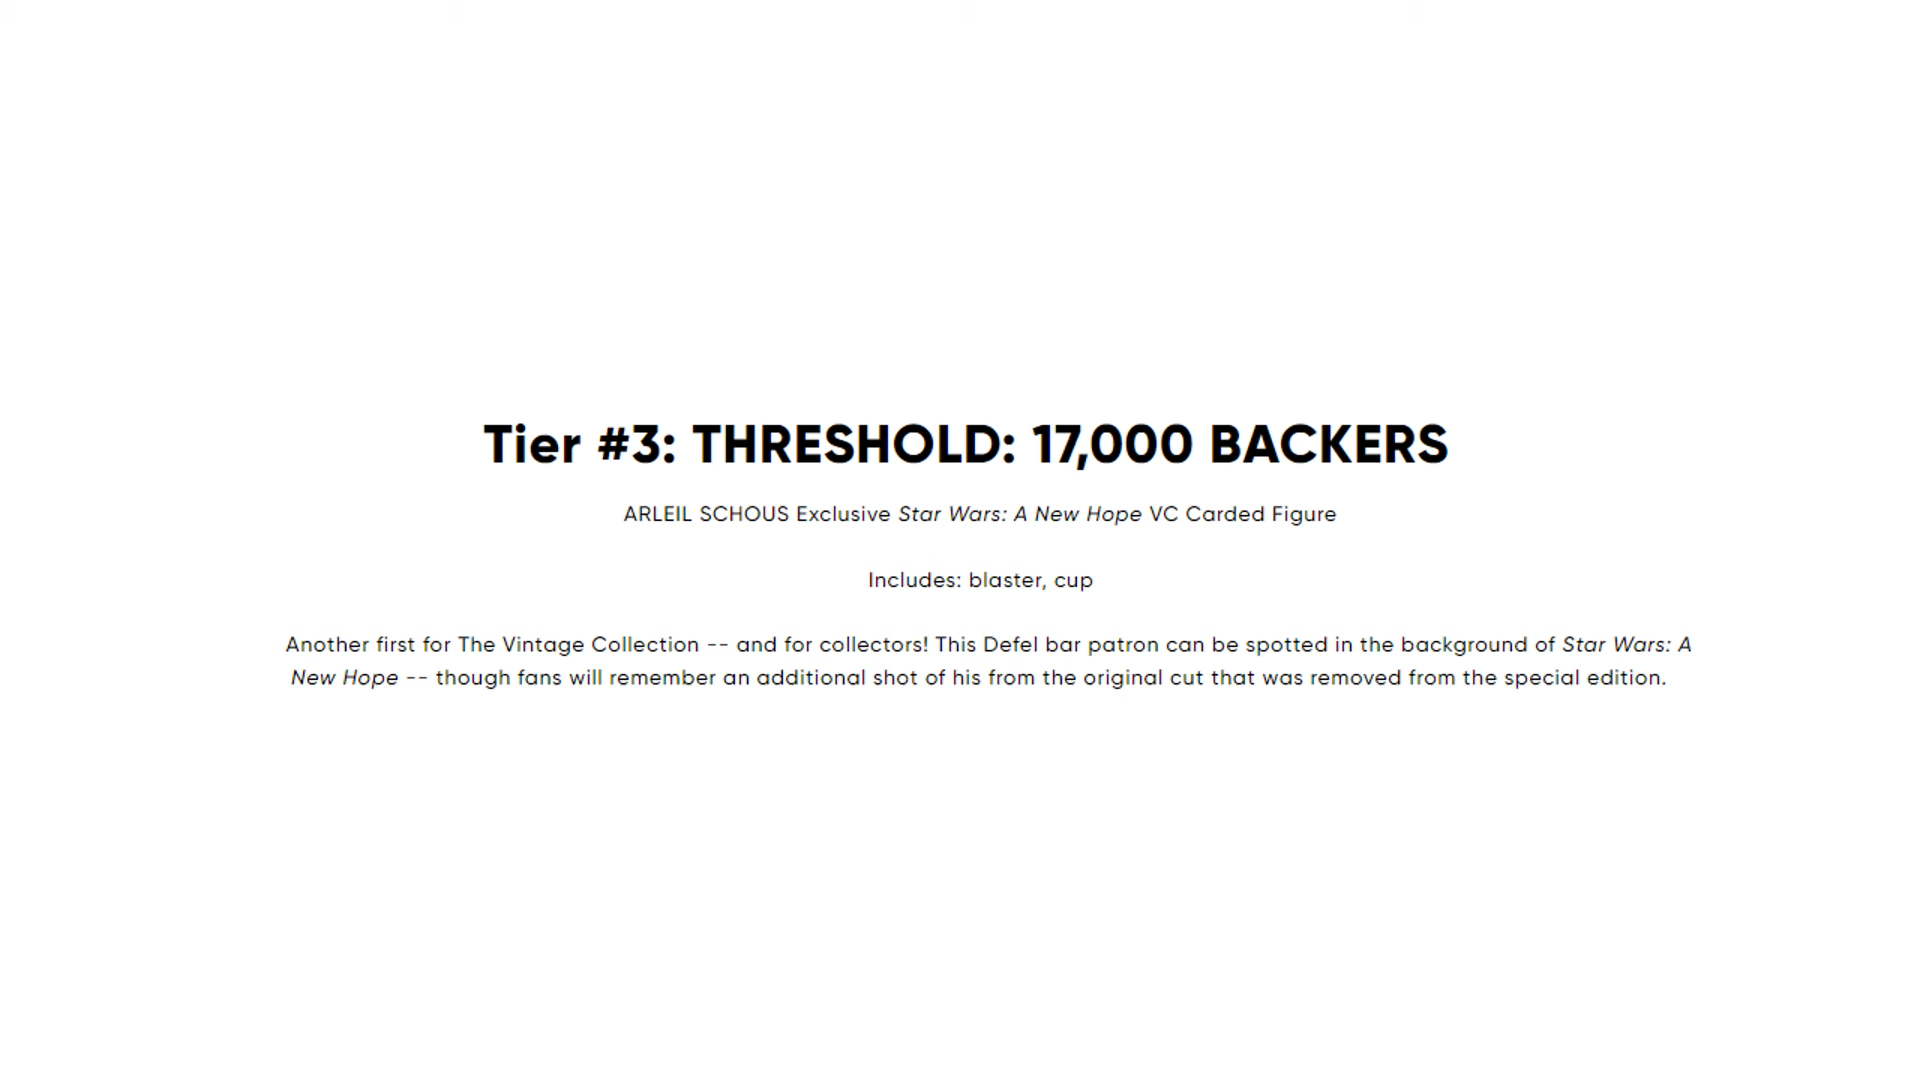 Tier #3: THRESHOLD: 17,000 BACKERS
ARLEIL SCHOUS Exclusive Star Wars: A New Hope VC Carded Figure
Includes: blaster, cup
Another first for The Vintage Collection -- and for collectors! This Defel bar patron can be spotted in the background of Star Wars: A
New Hope -- though fans will remember an additional shot of his from the original cut that was removed from the special edition.